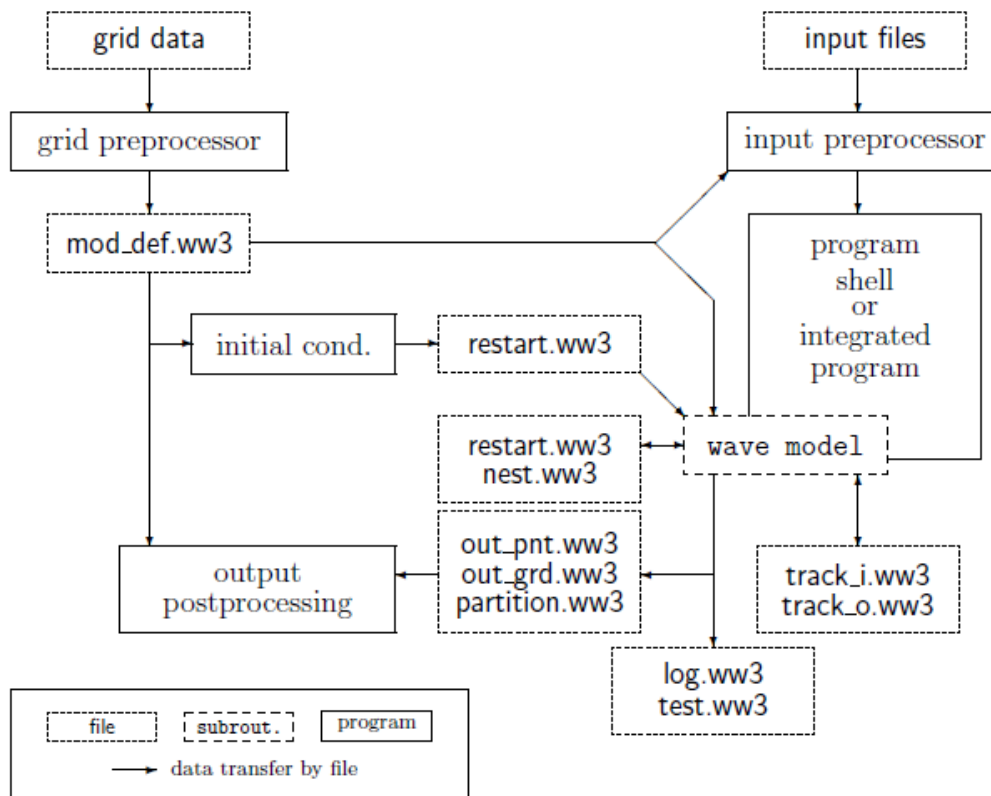 grid data
input files
grid preprocessor
input preprocessor
mod_def.ww3
program
shell
or
integrated
program
initial cond.
restart.ww3
restart.ww3
nest.ww3
wave model
out_pnt.ww3
out_grd.ww3
partition.ww3
output
postprocessing
track_i.ww3
track_o.ww3
log.ww3
test.ww3
file
subrout.
program
data transfer by file